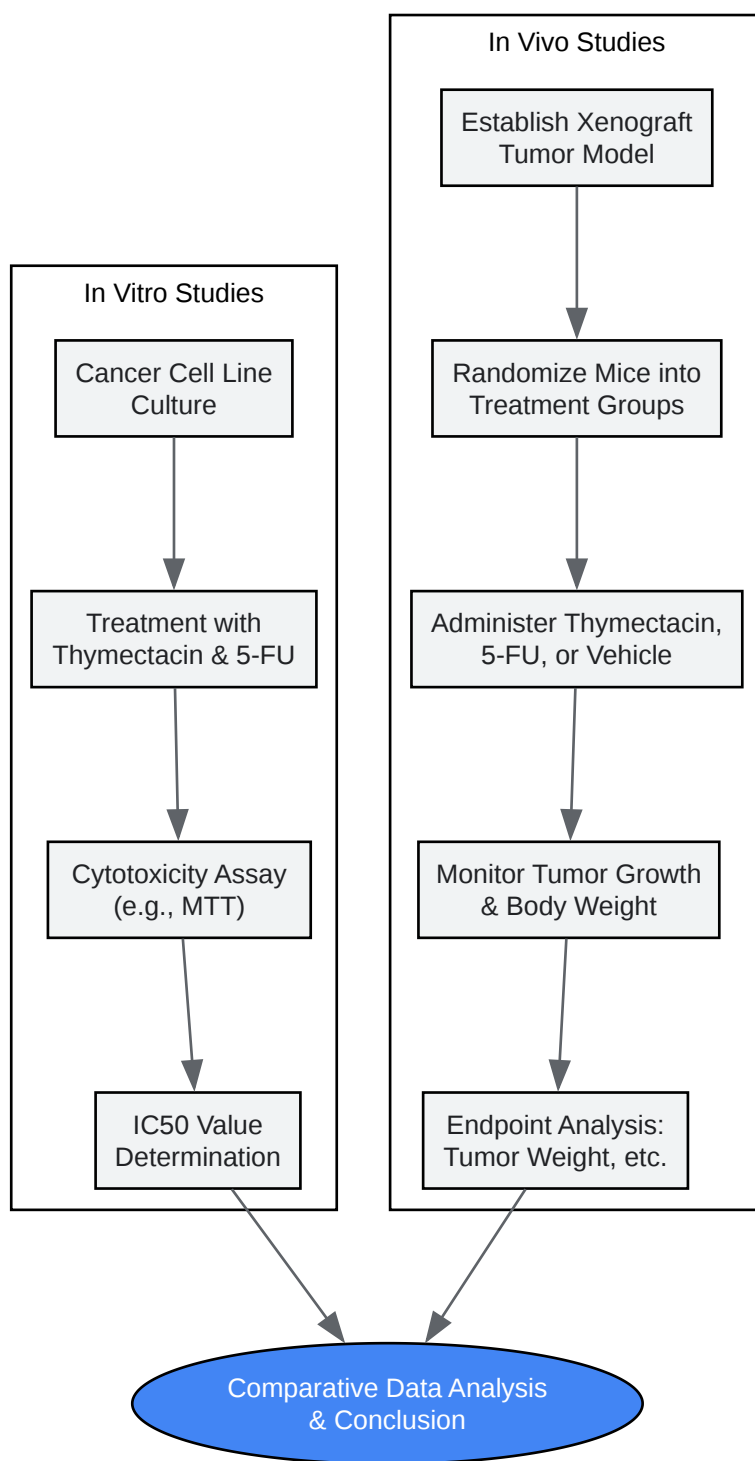 In Vitro Studies
Cancer Cell Line
Culture
Treatment with
Thymectacin & 5-FU
Cytotoxicity Assay
(e.g., MTT)
IC50 Value
Determination
In Vivo Studies
Establish Xenograft
Tumor Model
Randomize Mice into
Treatment Groups
Administer Thymectacin,
5-FU, or Vehicle
Monitor Tumor Growth
& Body Weight
Endpoint Analysis:
Tumor Weight, etc.
Comparative Data Analysis
& Conclusion